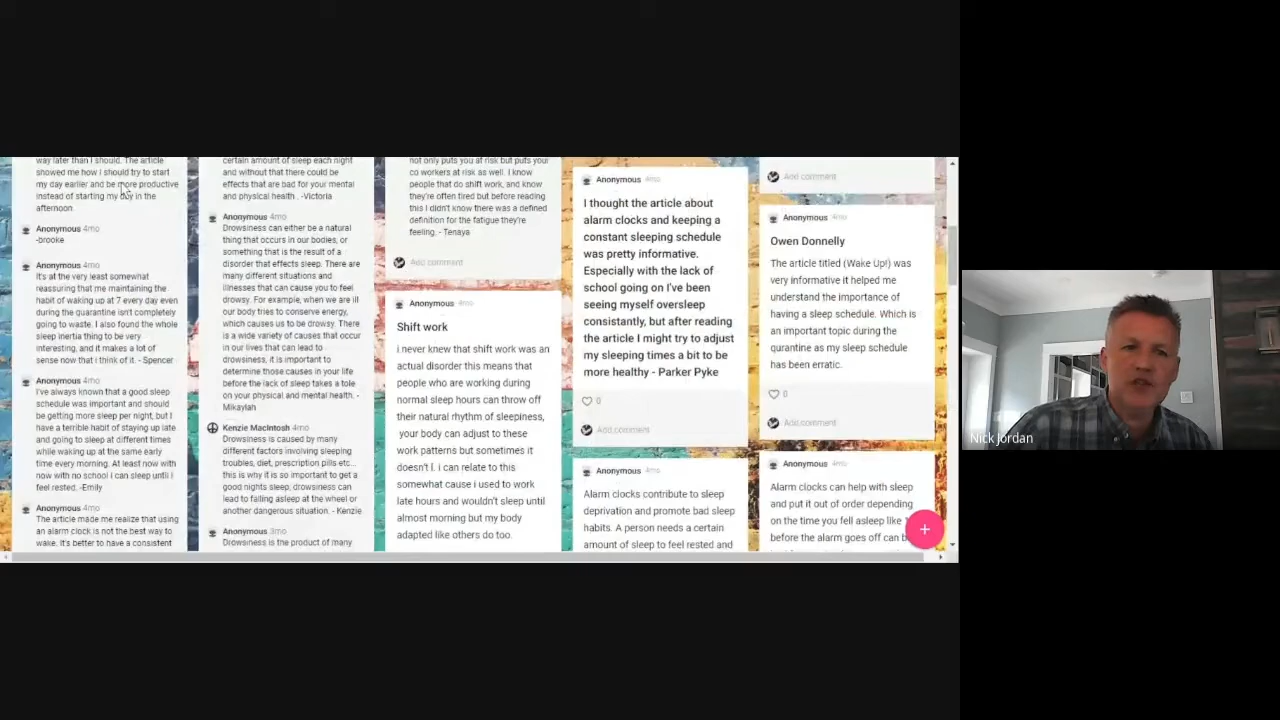 way later than I should. The article
showed me how I should try to start
my day earlier and be more productive
instead of starting my day in the
afternoon.
Anonymous 4mo
-brooke
Anonymous 4mo
It's at the very least somewhat
reassuring that me maintaining the
habit of waking up at 7 every day even
during the quarantine isn't completely
going to waste. I also found the whole
sleep inertia thing to be very
interesting, and it makes a lot of
sense now that I think of it. - Spencer
Anonymous 4mo
I've always known that a good sleep
schedule was important and should
be getting more sleep per night, but I
have a terrible habit of staying up late
and going to sleep at different times
while waking up at the same early
time every morning. At least now
with no school i can sleep until i
feel rested. -Emily
Anonymous 4mo
The article made me realize that using
an alarm clock is not the best way to
wake. It's better to have a consistent
certain amount of sleep each night
and without that there could be
effects that are bad for your mental
and physical health . -Victoria
Anonymous 4mo
Drowsiness can either be a natural
thing that occurs in our bodies, or
something that is the result of a
disorder that effects sleep. There are
many different situations and
illnesses that can cause you to feel
drowsy. For example, when we are ill
our body tries to conserve energy,
which causes us to be drowsy. There
is a wide variety of causes that occur
in our lives that can lead to
drowsiness, it is important to
determine those causes in your life
before the lack of sleep takes a tole
on your physical and mental health. -
Mikaylah
Kenzie MacIntosh 4mo
Drowsiness is caused by many
different factors involving sleeping
troubles, diet, prescription pills etc...
this is why it is so important to get a
good nights sleep, drowsiness can
lead to falling asleep at the wheel or
another dangerous situation. - Kenzie
Anonymous 3mo
Drowsiness is the product of many
not only puts you at risk but puts your
co workers at risk as well. I know
people that do shift work, and know
they're often tired but before reading
this I didn't know there was a defined
definition for the fatigue they're
feeling. - Tenaya
Add comment
Anonymous 4mo
Shift work
i never knew that shift work was an
actual disorder this means that
people who are working during
normal sleep hours can throw off
their natural rhythm of sleepiness,
your body can adjust to these
work patterns but sometimes it
doesn't Í. i can relate to this
somewhat cause i used to work
late hours and wouldn't sleep until
almost morning but my body
adapted like others do too.
Anonymous 4mo
I thought the article about
alarm clocks and keeping a
constant sleeping schedule
was pretty informative.
Especially with the lack of
school going on I've been
seeing myself oversleep
consistantly, but after reading
the article I might try to adjust
my sleeping times a bit to be
more healthy - Parker Pyke
0
Add comment
Anonymous 4mo
Alarm clocks contribute to sleep
deprivation and promote bad sleep
habits. A person needs a certain
amount of sleep to feel rested and
Add comment
Anonymous 4mo
Owen Donnelly
The article titled (Wake Up!) was
very informative it helped me
understand the importance of
having a sleep schedule. Which is
an important topic during the
qurantine as my sleep schedule
has been erratic.
0
Add comment
Anonymous 4mo
Alarm clocks can help with sleep
and put it out of order depending
on the time you fell asleep like
before the alarm goes off can
Nick Jordan